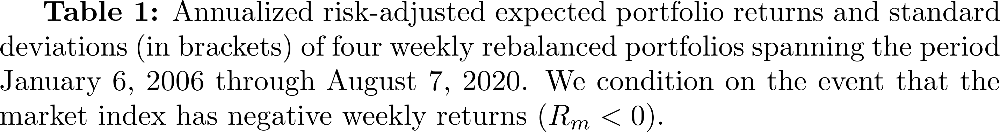 Table 1: Annualized risk-adjusted expected portfolio returns and standard
deviations (in brackets) of four weekly rebalanced portfolios spanning the period
January 6, 2006 through August 7, 2020. We condition on the event that the
market index has negative weekly returns (R_m < 0).